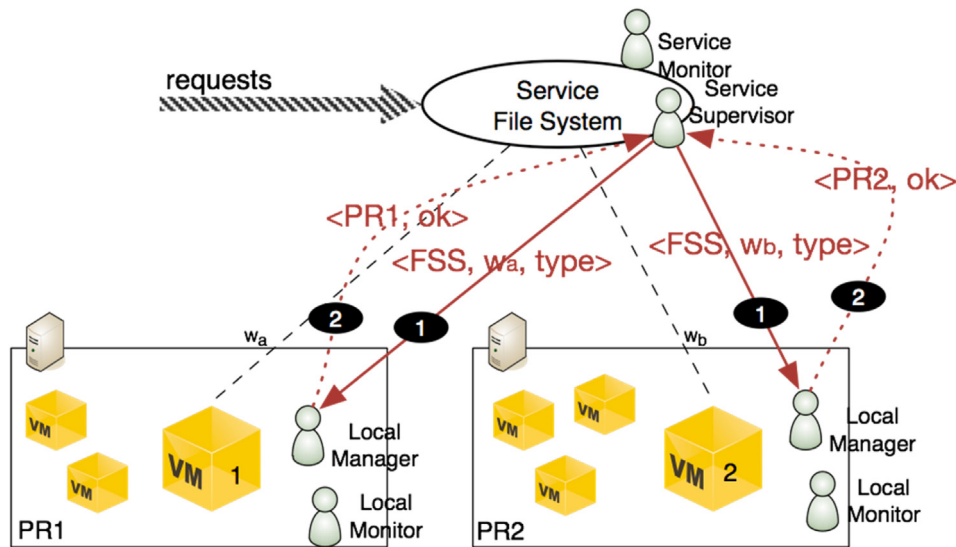 Service
Monitor
requests
Service
File System
Service
Supervisor
<PR1, ok>
<PR2, ok>
<FSS, wa, type>
<FSS, wb, type>
2
1
1
2
wa
wb
VM
VM
VM 1
Local
Manager
Local
Monitor
PR1
VM
VM
VM
VM 2
Local
Manager
Local
Monitor
PR2